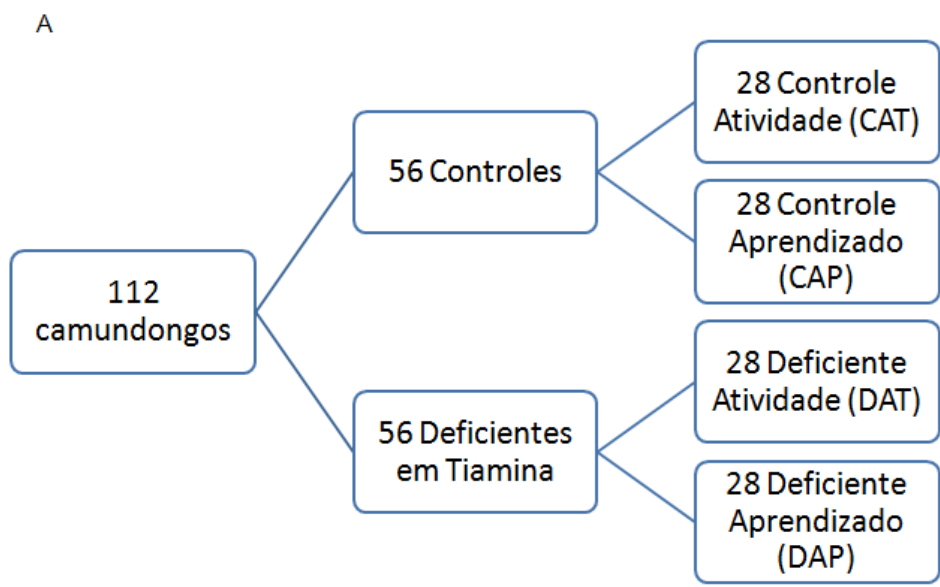 A
112
camundongos
56 Controles
56 Deficientes
em Tiamina
28 Controle
Atividade (CAT)
28 Controle
Aprendizado
(CAP)
28 Deficiente
Atividade (DAT)
28 Deficiente
Aprendizado
(DAP)